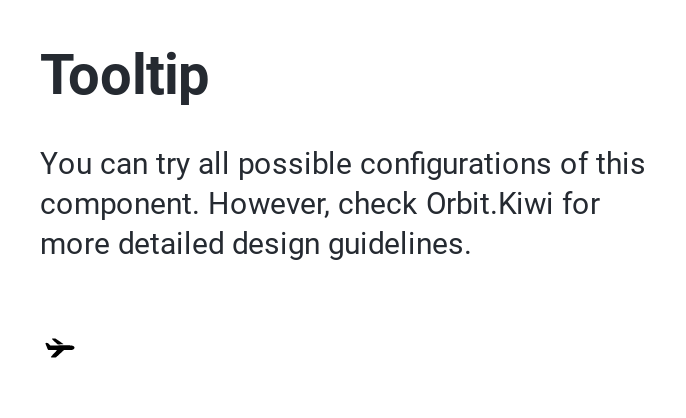 Tooltip
You can try all possible configurations of this
component. However, check Orbit.Kiwi for
more detailed design guidelines.